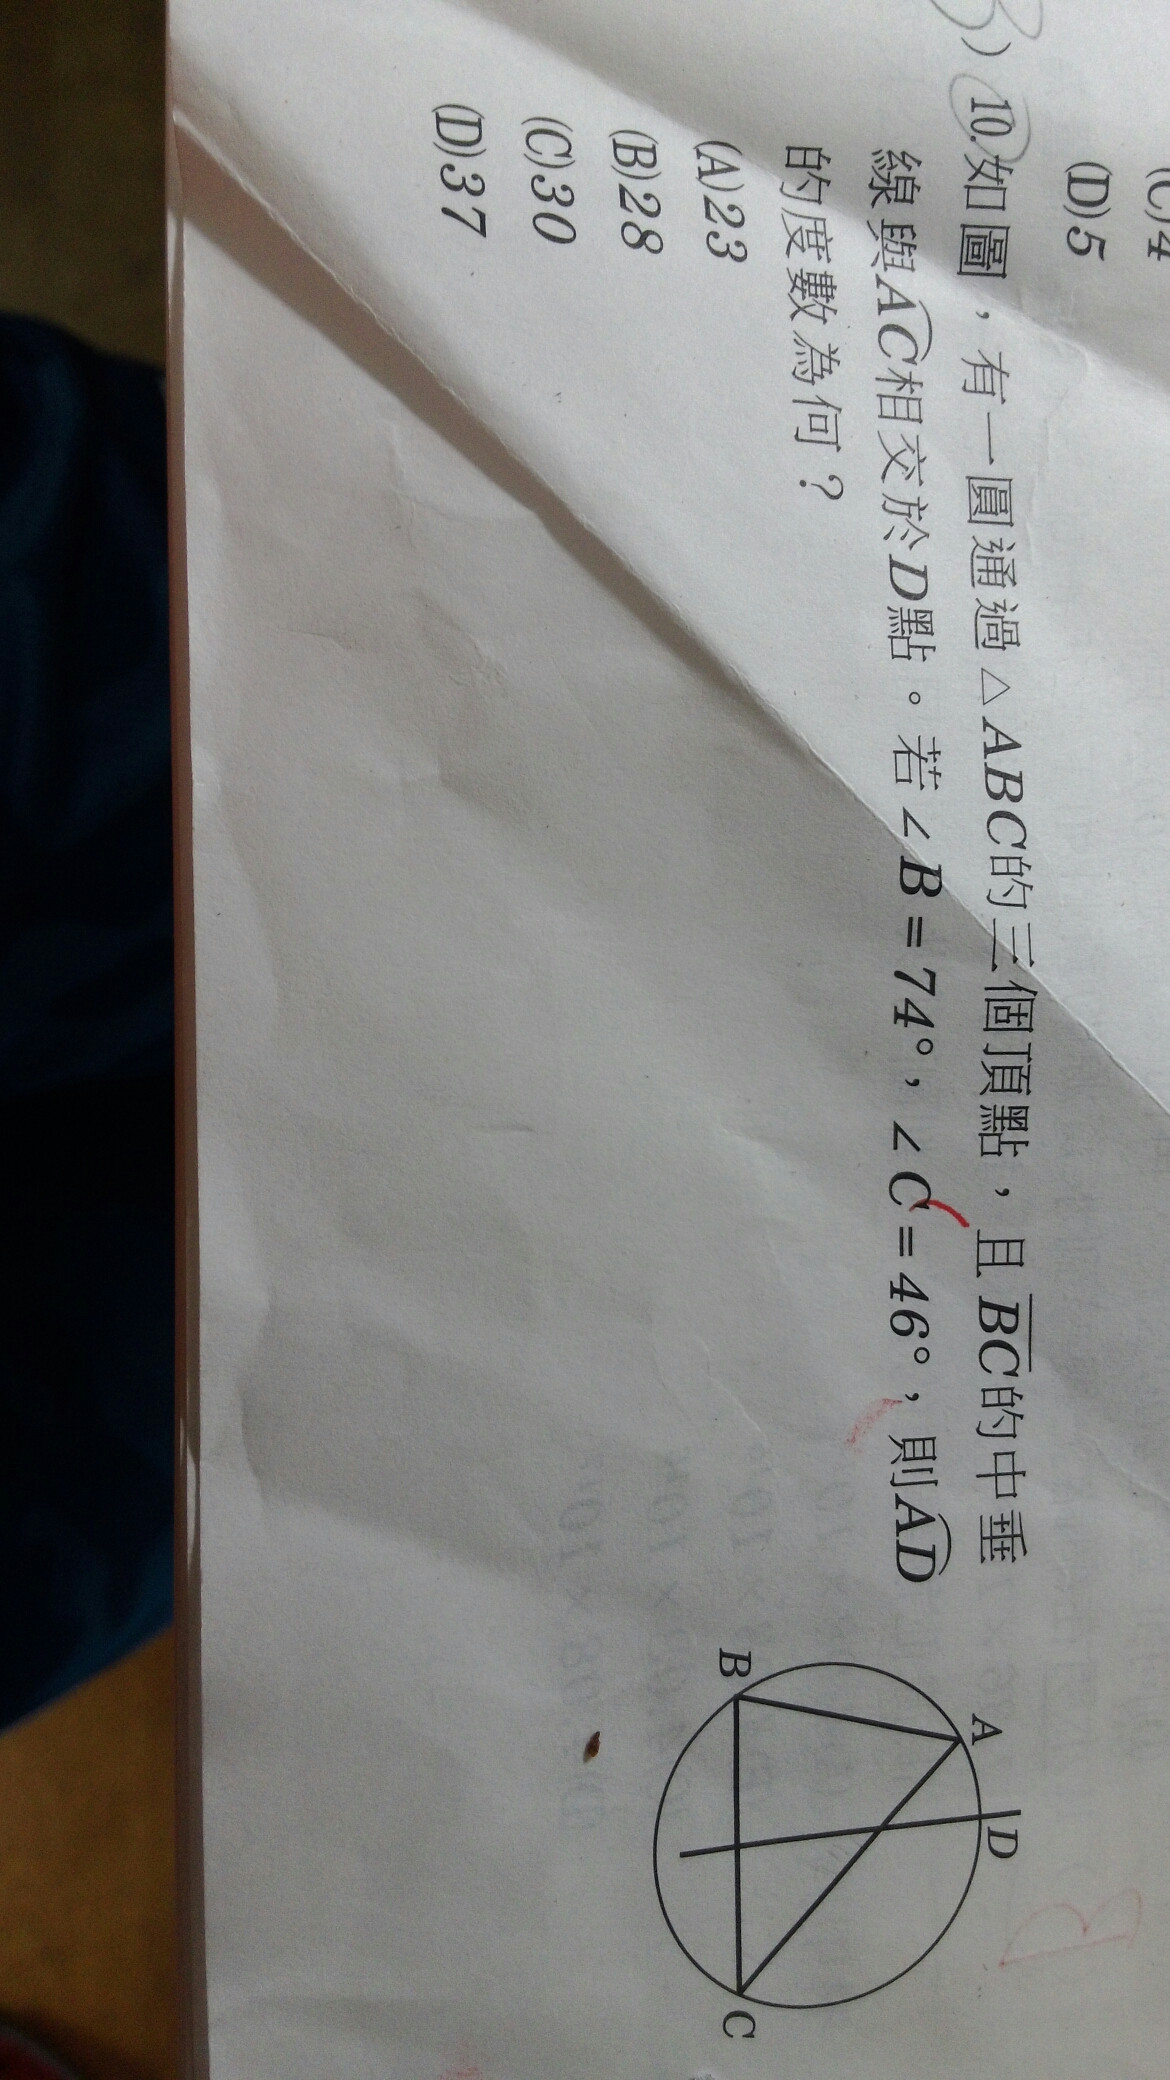 (C)4
(D)5
10.如圖，有一圓通過△ABC的三個頂點，且BC的中垂
線與AC相交於D點。若∠B=74°，∠C=46°，則AD
的度數為何？
(A)23
(B)28
(C)30
(D)37
A
D
B
C
B